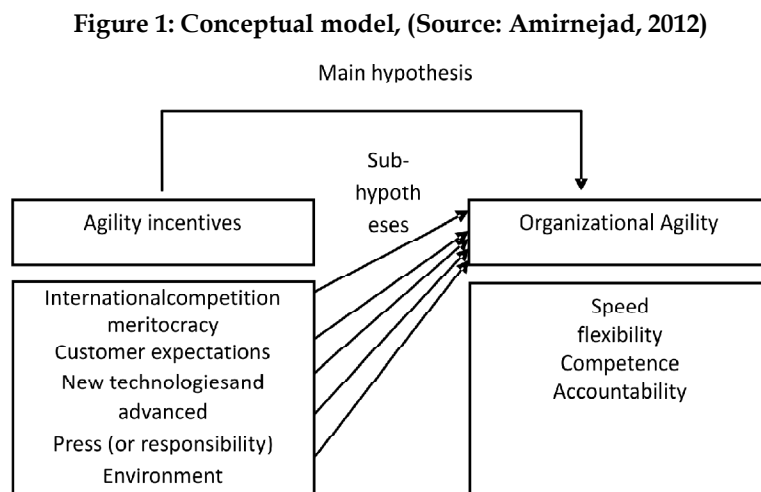 Figure 1: Conceptual model, (Source: Amirnejad, 2012)
Main hypothesis
Sub-
hypoth
eses
Agility incentives
Organizational Agility
Internationalcompetition
meritocracy
Customer expectations
New technologiesand
advanced
Press (or responsibility)
Environment
Speed
flexibility
Competence
Accountability